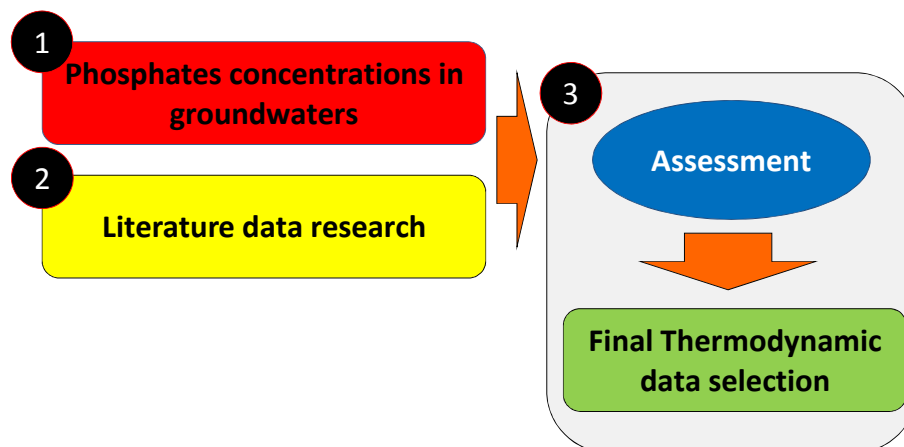 1
Phosphates concentrations in
groundwaters
2
Literature data research
3
Assessment
Final Thermodynamic
data selection